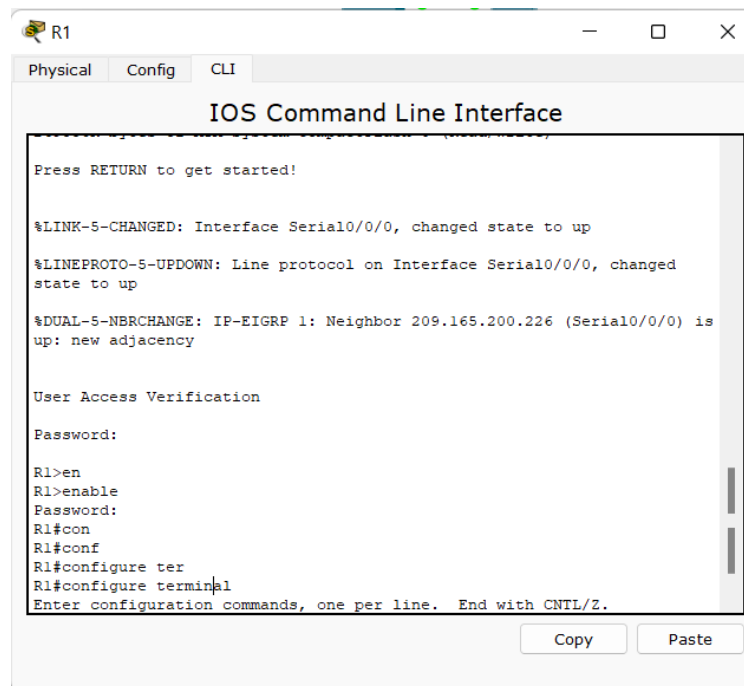 R1
Physical Config CLI
IOS Command Line Interface
Press RETURN to get started!
%LINK-5-CHANGED: Interface Serial0/0/0, changed state to up
%LINEPROTO-5-UPDOWN: Line protocol on Interface Serial0/0/0, changed
state to up
%DUAL-5-NBRCHANGE: IP-EIGRP 1: Neighbor 209.165.200.226 (Serial0/0/0) is
up: new adjacency
User Access Verification
Password:
R1>en
R1>enable
Password:
R1#con
R1#conf
R1#configure ter
R1#configure terminal
Enter configuration commands, one per line.  End with CNTL/Z.
Copy Paste